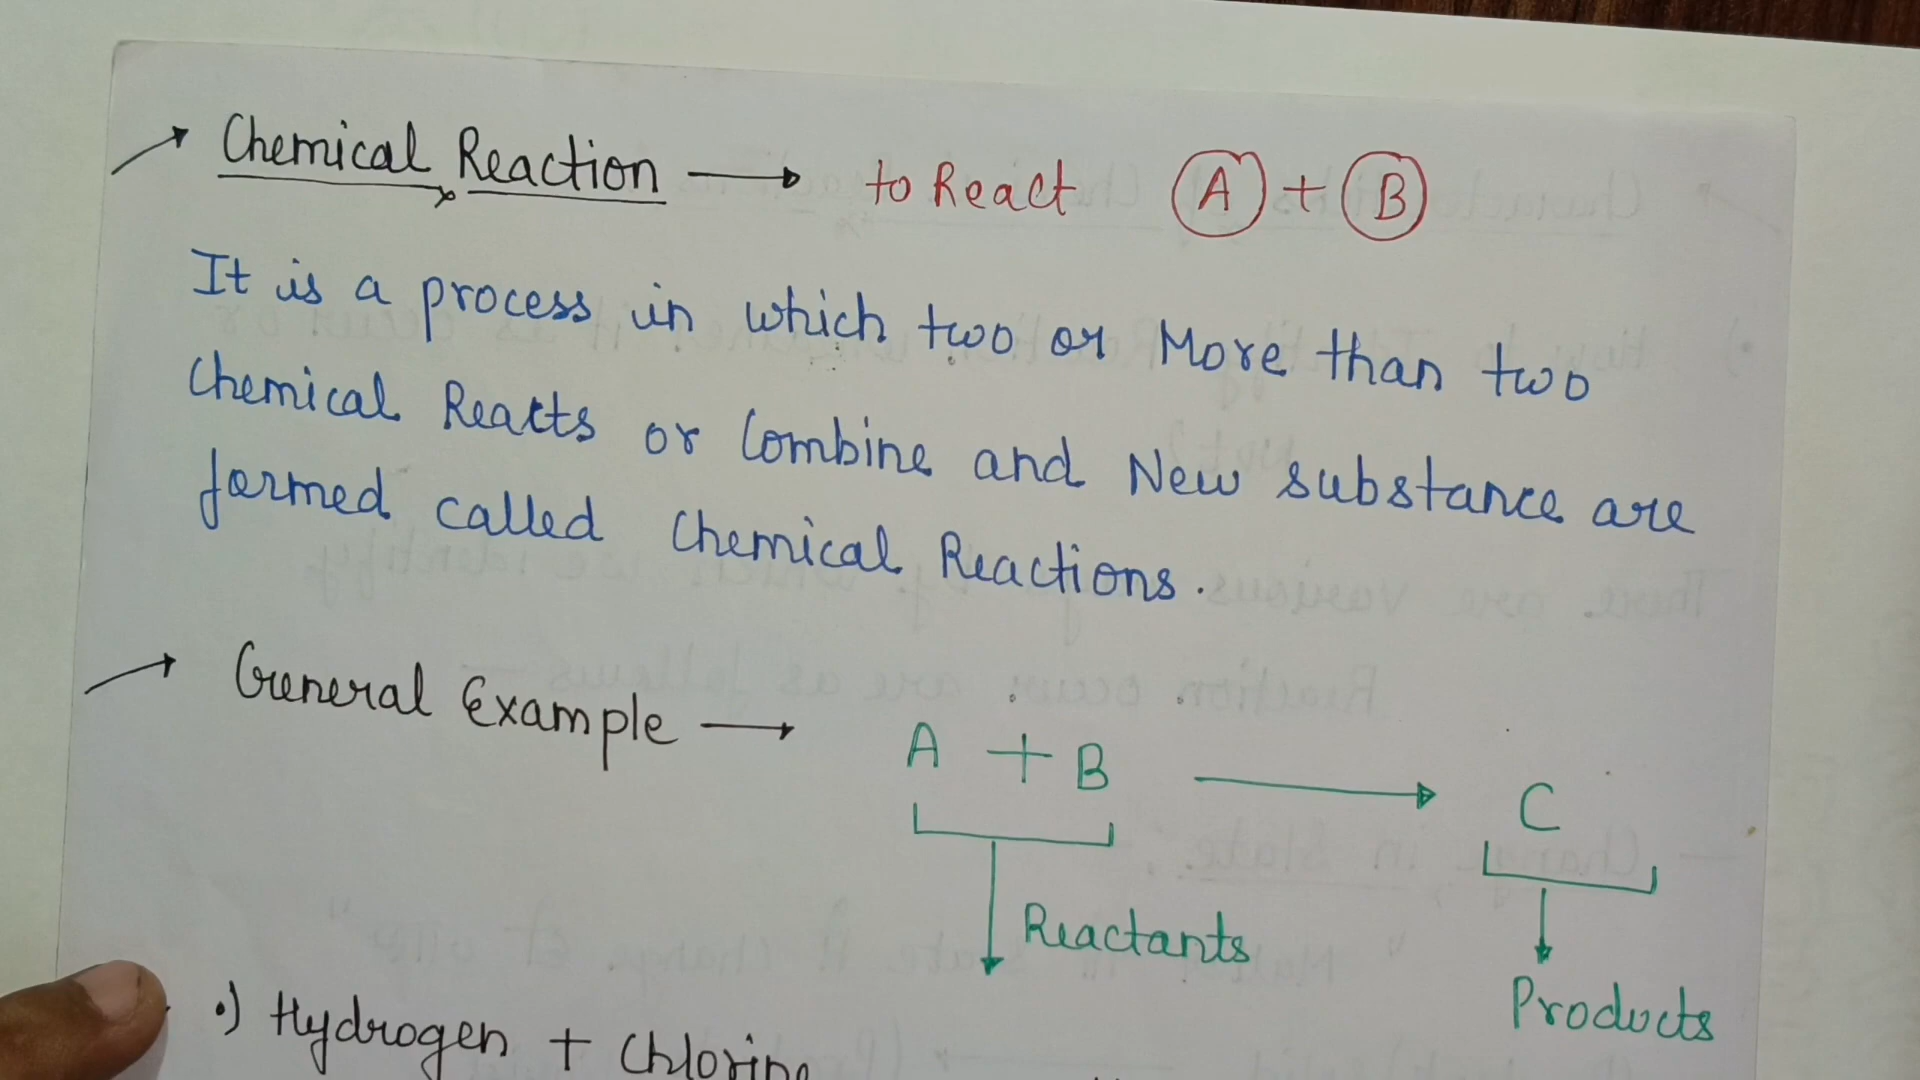 Chemical Reaction → to React A + B
It is a process in which two or More than two
Chemical Reacts or Combine and New substance are
formed called Chemical Reactions.
General Example → A + B → C
Reactants
Products
•) Hydrogen + Chlorine